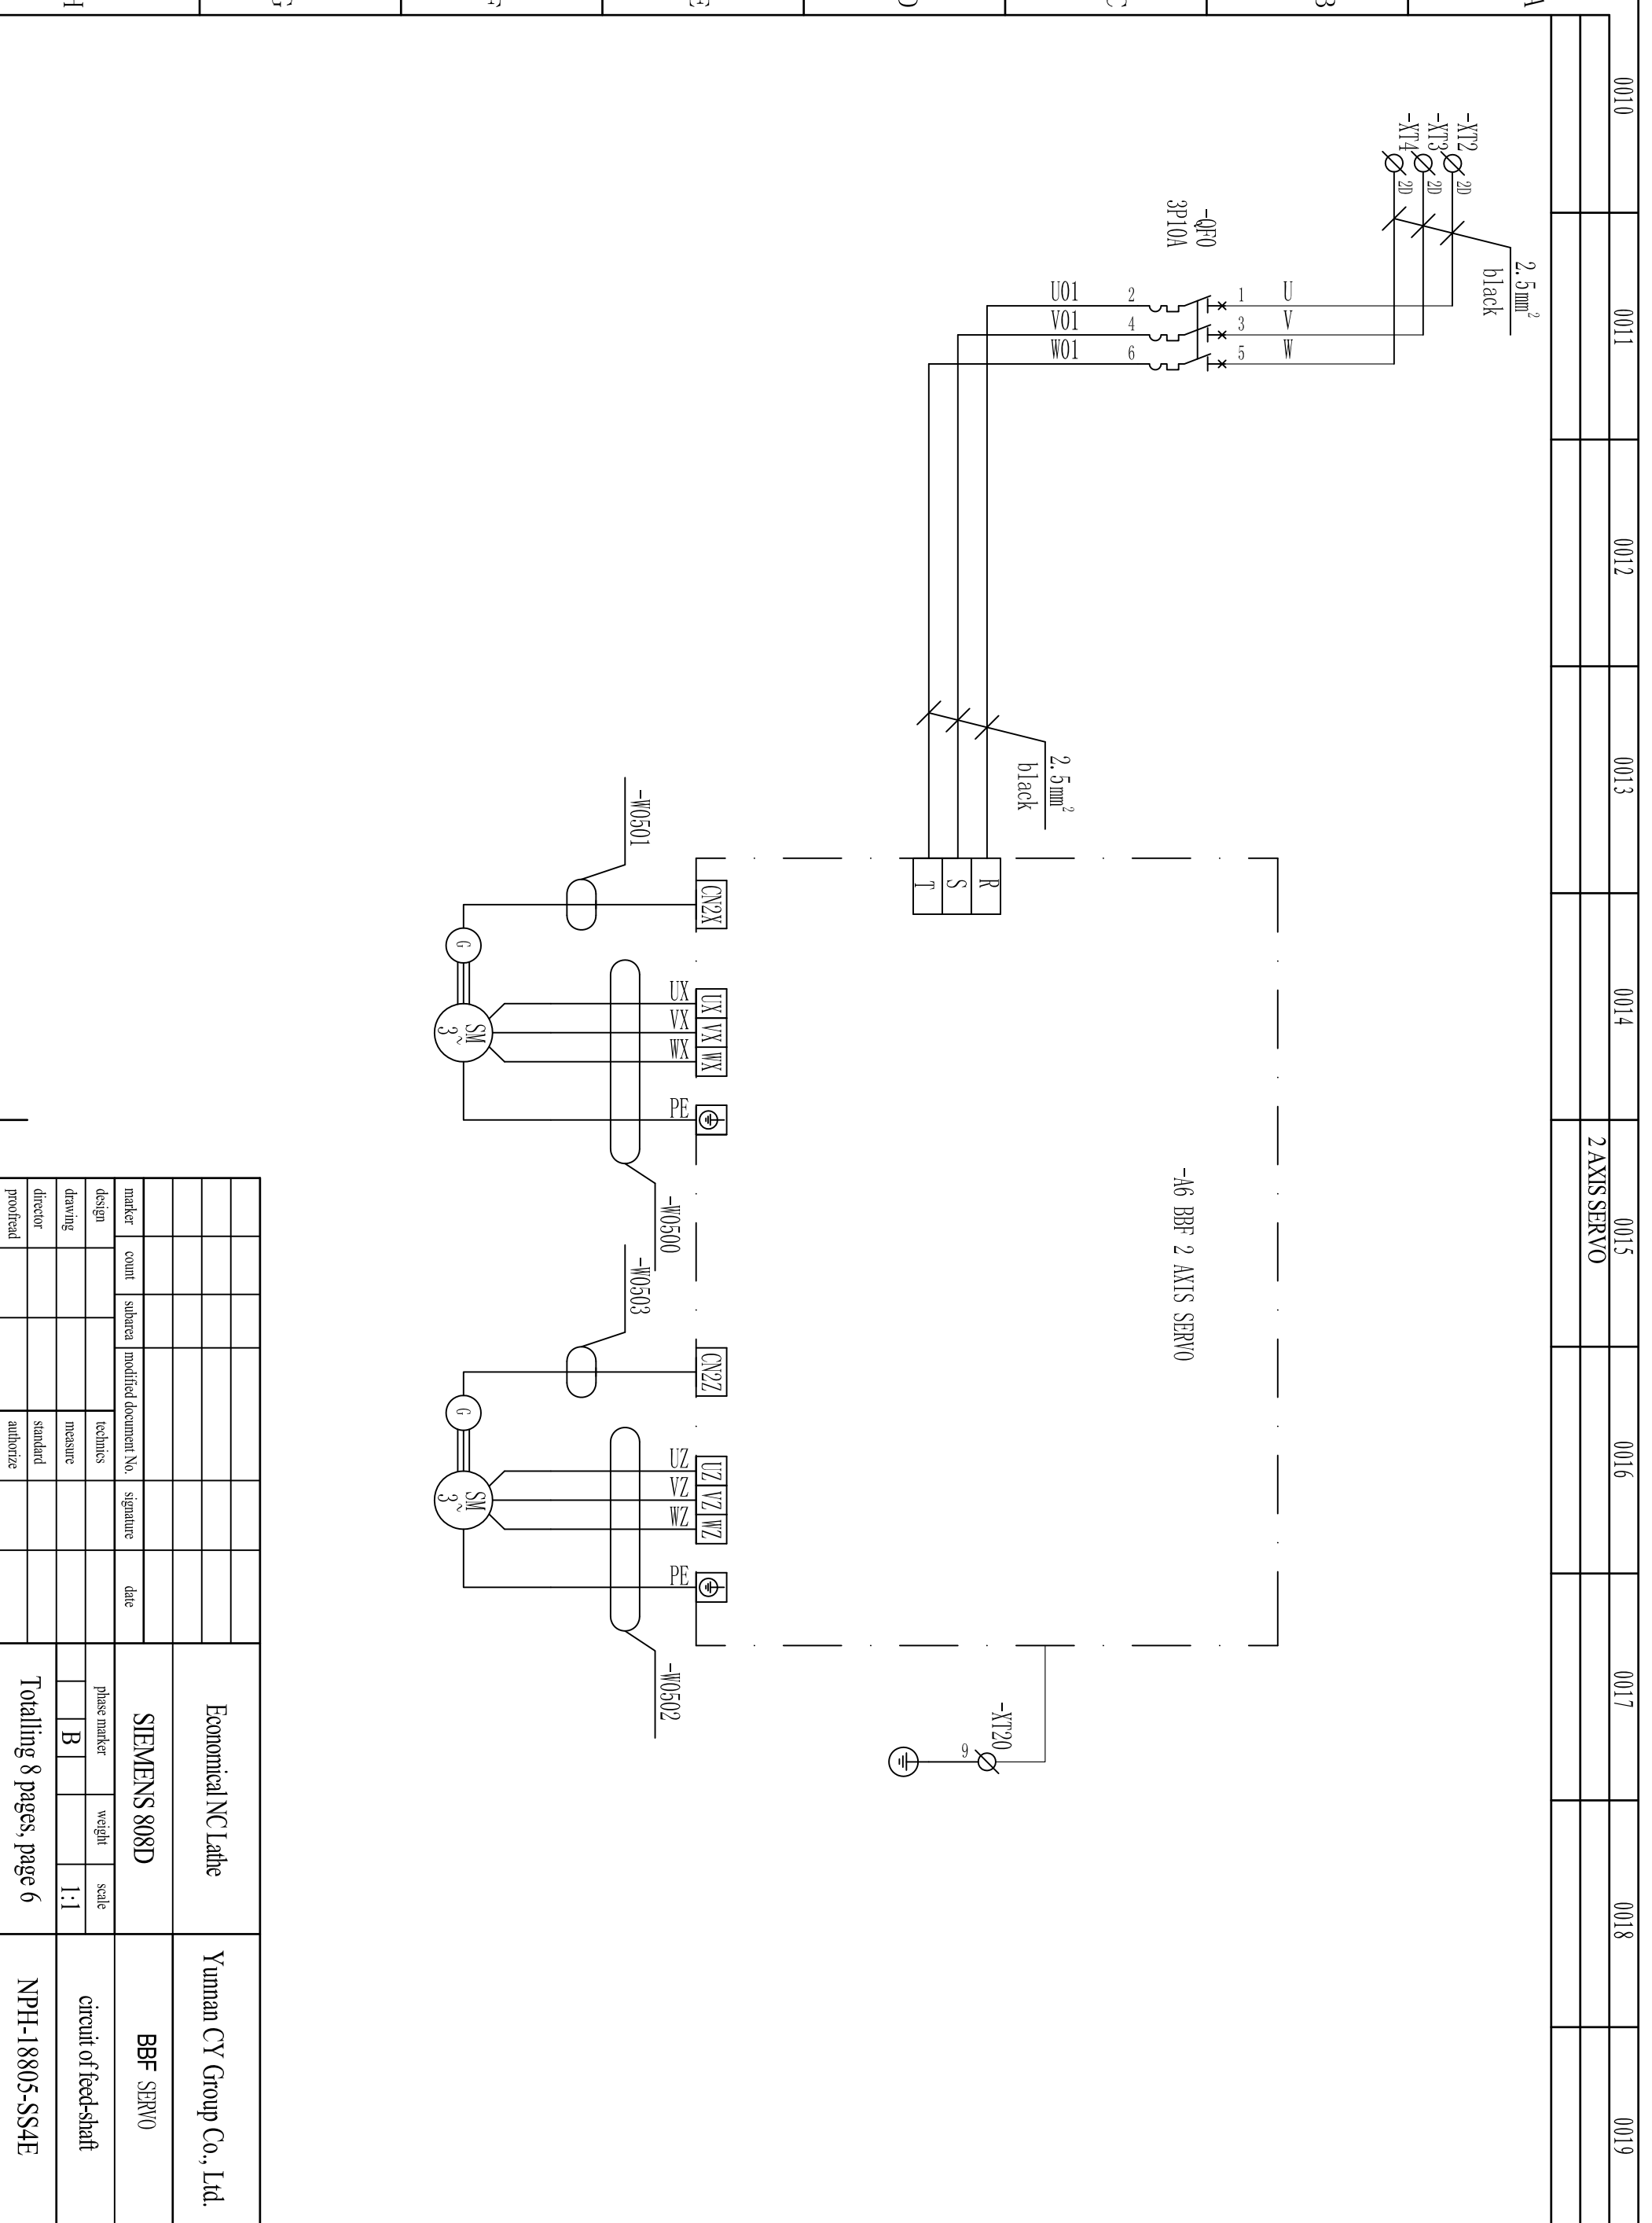 0010 0011 0012 0013 0014 0015 0016 0017 0018 0019
2 AXIS SERVO
A
B
C
D
E
F
G
H
-XT2
-XT3
-XT4
2D
2D
2D
2.5mm²
black
U
V
W
1
3
5
-QF0
3P10A
2
4
6
U01
V01
W01
2.5mm²
black
R
S
T
-A6 BBF 2 AXIS SERVO
-XT20
9
CN2X
UX VX WX
UX
VX
WX
PE
-W0501
-W0500
G
SM
3~
CN2Z
UZ VZ WZ
UZ
VZ
WZ
PE
-W0503
-W0502
G
SM
3~
marker count subarea modified document No. signature date
design technics
drawing measure
director standard
proofread authorize
Economical NC Lathe
SIEMENS 808D
phase marker weight scale
B 1:1
Totalling 8 pages, page 6
Yunnan CY Group Co., Ltd.
BBF SERVO
circuit of feed-shaft
NPH-18805-SS4E